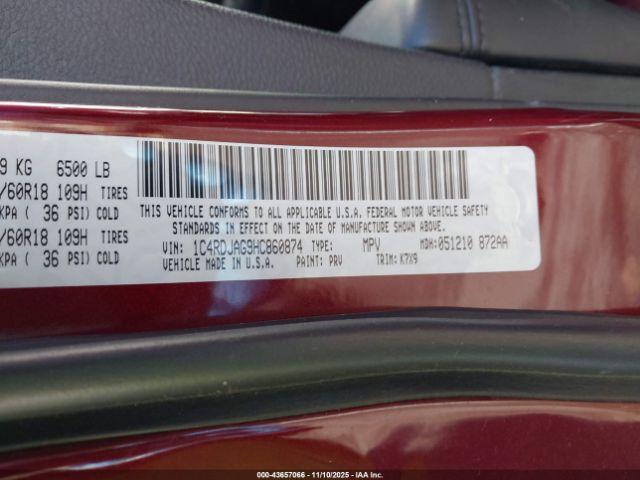 9 KG 6500 LB
/60R18 109H TIRES
KPA ( 36 PSI) COLD
/60R18 109H TIRES
KPA ( 36 PSI) COLD
THIS VEHICLE CONFORMS TO ALL APPLICABLE U.S.A. FEDERAL MOTOR VEHICLE SAFETY
STANDARDS IN EFFECT ON THE DATE OF MANUFACTURE SHOWN ABOVE.
VIN: 1C4RDJAG9HC860874 TYPE: MPV MDH:051210 872AA
VEHICLE MADE IN U.S.A. PAINT: PRV TRIM: K7X9
000-43657066 - 11/10/2025 - IAA Inc.